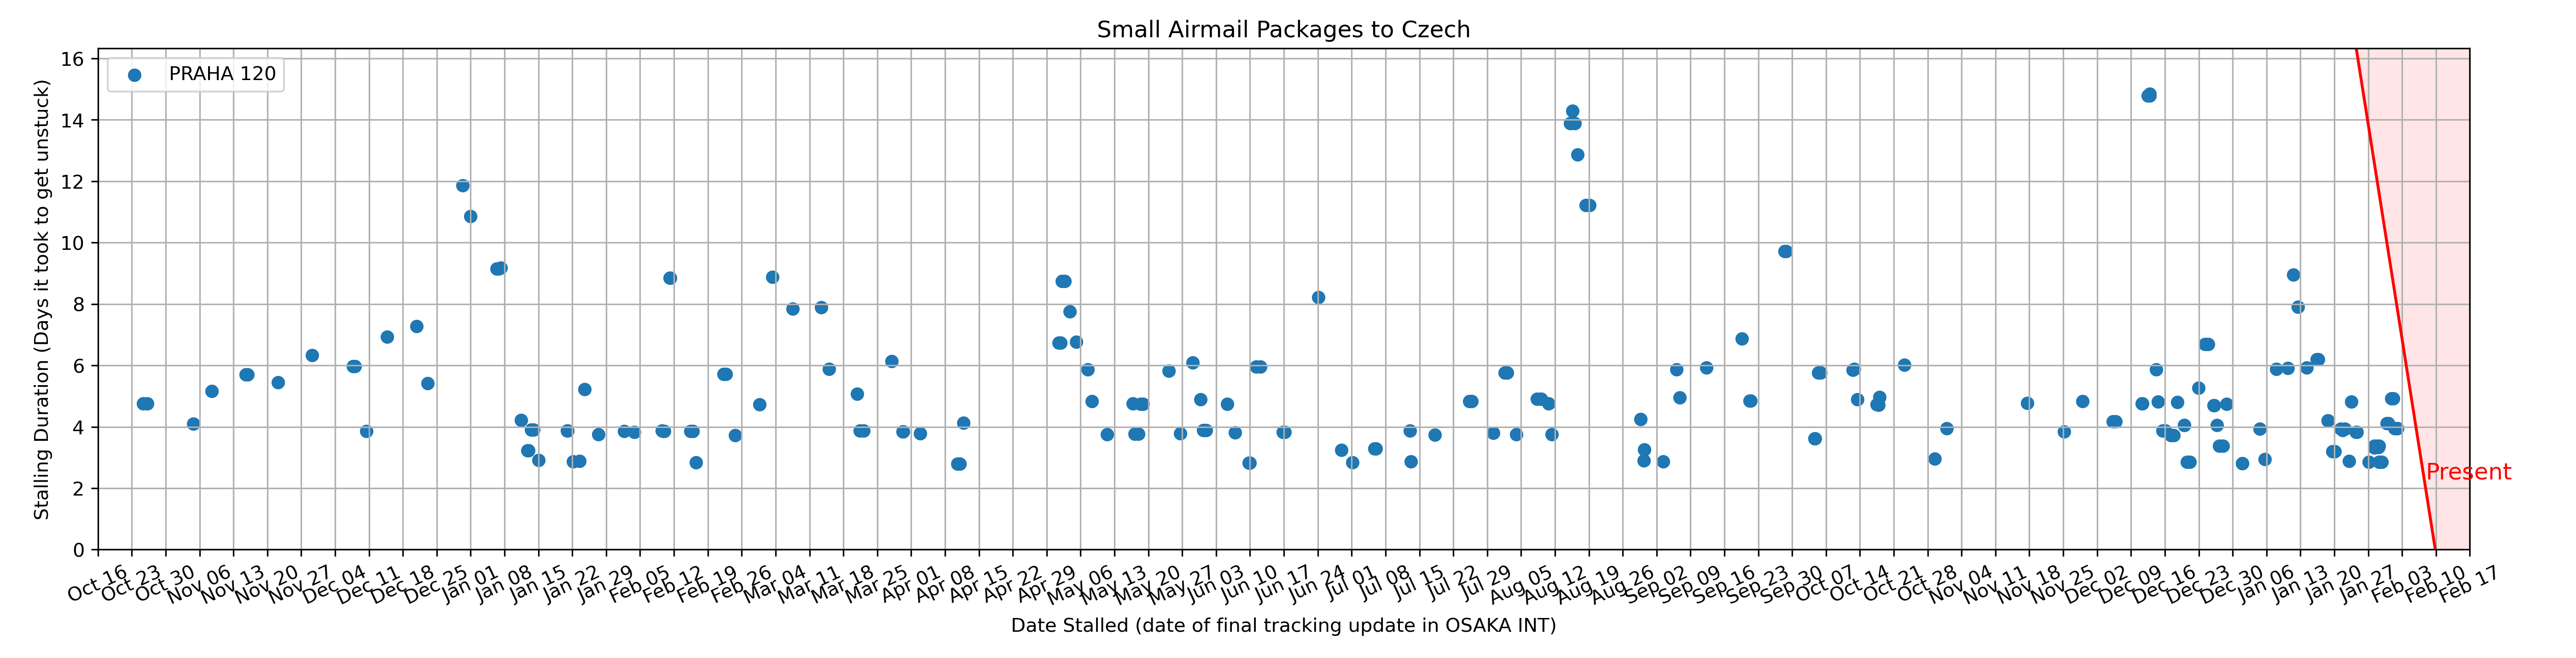 Small Airmail Packages to Czech
PRAHA 120
Stalling Duration (Days it took to get unstuck)
16
14
12
10
8
6
4
2
0
Present
Oct 16 Oct 23 Oct 30 Nov 06 Nov 13 Nov 20 Nov 27 Dec 04 Dec 11 Dec 18 Dec 25 Jan 01 Jan 08 Jan 15 Jan 22 Jan 29 Feb 05 Feb 12 Feb 19 Feb 26 Mar 04 Mar 11 Mar 18 Mar 25 Apr 01 Apr 08 Apr 15 Apr 22 Apr 29 May 06 May 13 May 20 May 27 Jun 03 Jun 10 Jun 17 Jun 24 Jul 01 Jul 08 Jul 15 Jul 22 Jul 29 Aug 05 Aug 12 Aug 19 Aug 26 Sep 02 Sep 09 Sep 16 Sep 23 Sep 30 Oct 07 Oct 14 Oct 21 Oct 28 Nov 04 Nov 11 Nov 18 Nov 25 Dec 02 Dec 09 Dec 16 Dec 23 Dec 30 Jan 06 Jan 13 Jan 20 Jan 27 Feb 03 Feb 10 Feb 17
Date Stalled (date of final tracking update in OSAKA INT)